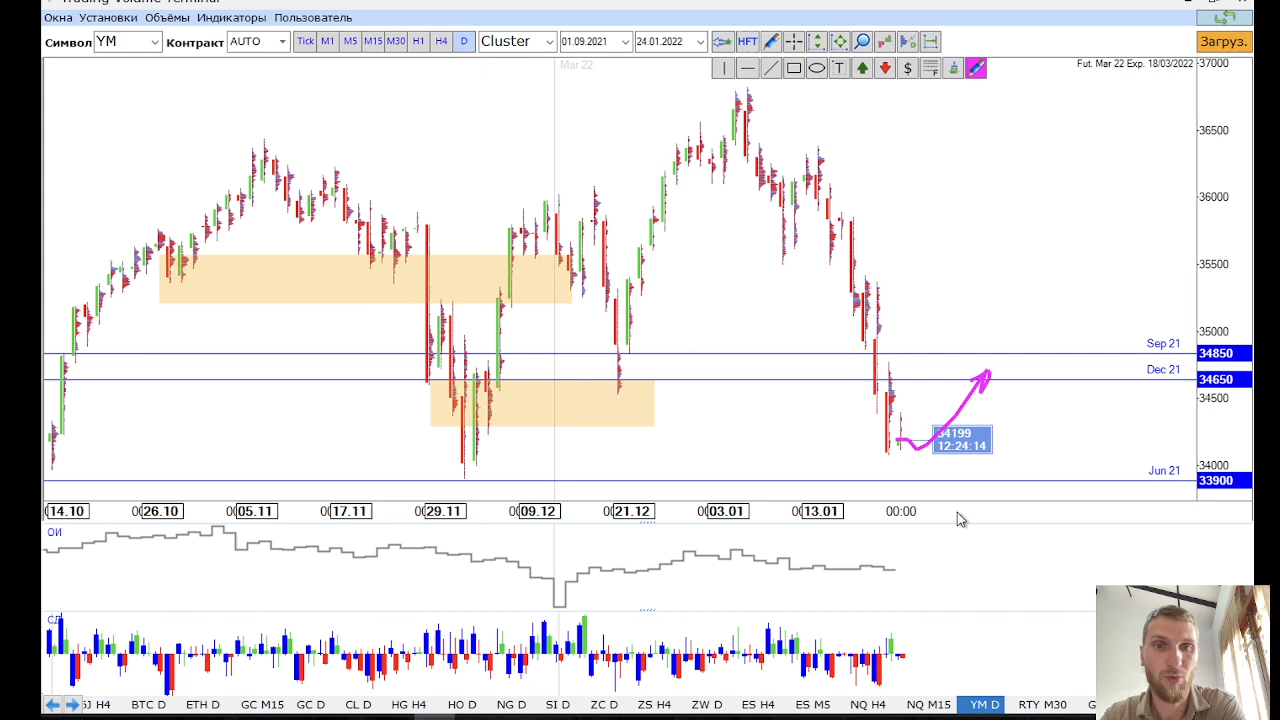 Trading Volume Terminal
Окна Установки Объёмы Индикаторы Пользователь
Символ YM Контракт AUTO Tick M1 M5 M15 M30 H1 H4 D Cluster 01.09.2021 24.01.2022 HFT Загруз.
T $ F
Mar 22
Fut. Mar 22 Exp. 18/03/2022
37000
36500
36000
35500
35000
Sep 21 34850
Dec 21 34650
34500
34199
12:24:14
34000
Jun 21 33900
14.10 26.10 05.11 17.11 29.11 09.12 21.12 03.01 13.01 00:00
ОИ
СД
BJ H4 BTC D ETH D GC M15 GC D CL D HG H4 HO D NG D SI D ZC D ZS H4 ZW D ES H4 ES M5 NQ H4 NQ M15 YM D RTY M30